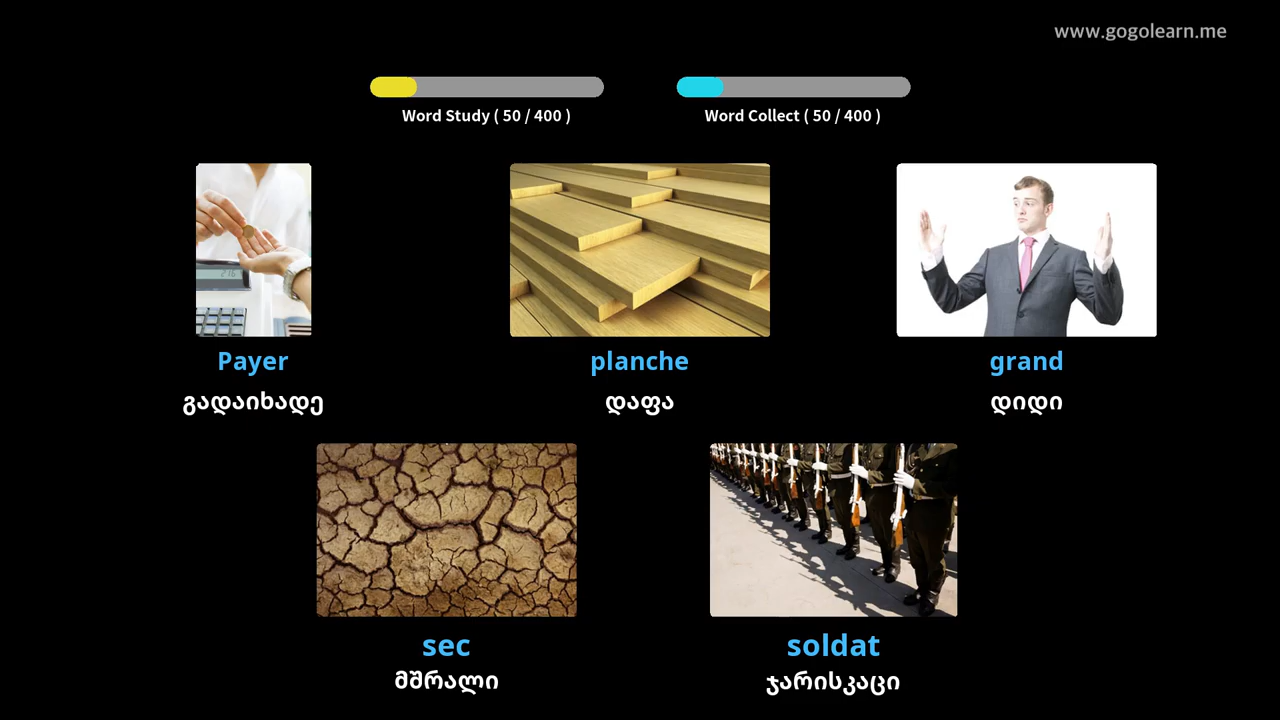 www.gogolearn.me
Word Study ( 50 / 400 )
Word Collect ( 50 / 400 )
Payer
planche
grand
გადაიხადე
დაფა
დიდი
sec
soldat
მშრალი
ჯარისკაცი